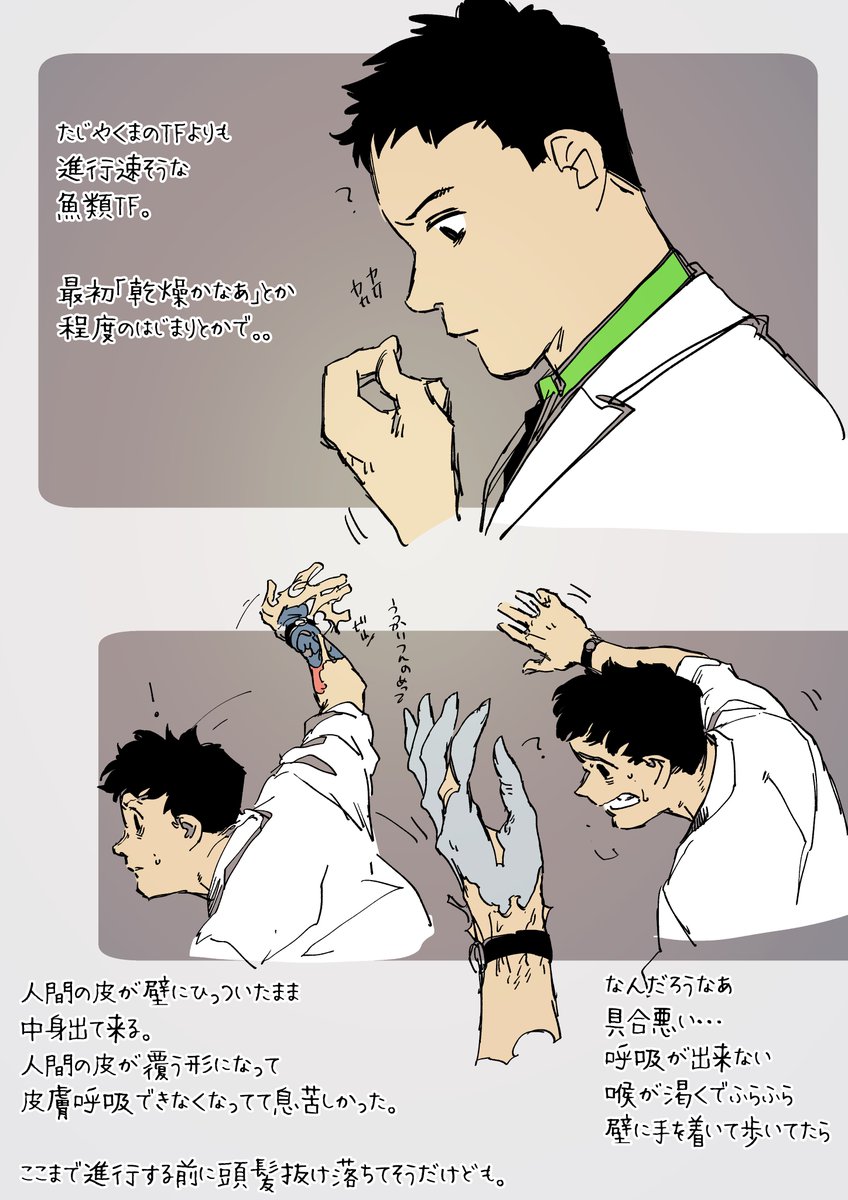 たじやくまのTFよりも
進行速そうな
魚類TF。
?
最初「乾燥かなあ」とか
程度のはじまりとかで。。
カサ
カサ
!
?
人間の皮が壁にひっついたまま
中身出て来る。
人間の皮が覆う形になって
皮膚呼吸できなくなってて息苦しかった。
なんだろうなあ
具合悪い…
呼吸が出来ない
喉が渇くでふらふら
壁に手を着いて歩いてたら
ここまで進行する前に頭髪抜け落ちてそうだけども。